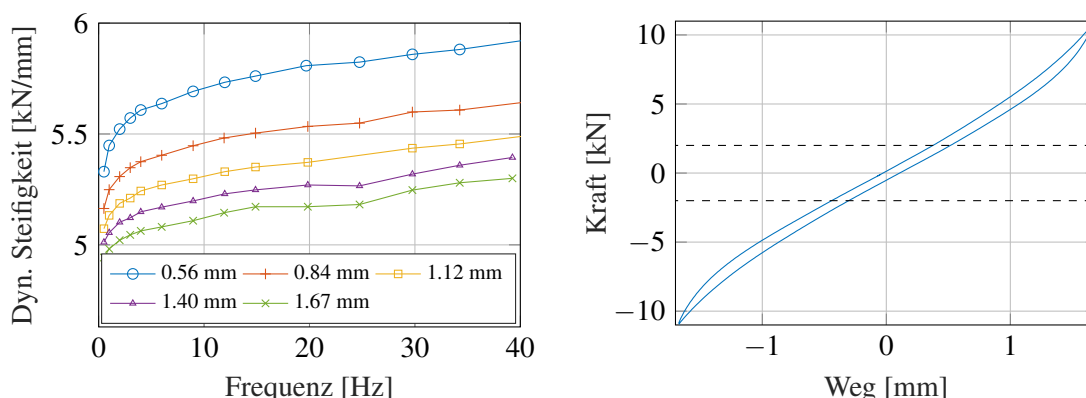 Dyn. Steifigkeit [kN/mm]
6
5.5
5
0.56 mm 0.84 mm 1.12 mm
1.40 mm 1.67 mm
0 10 20 30 40
Frequenz [Hz]
Kraft [kN]
10
5
0
−5
−10
−1 0 1
Weg [mm]